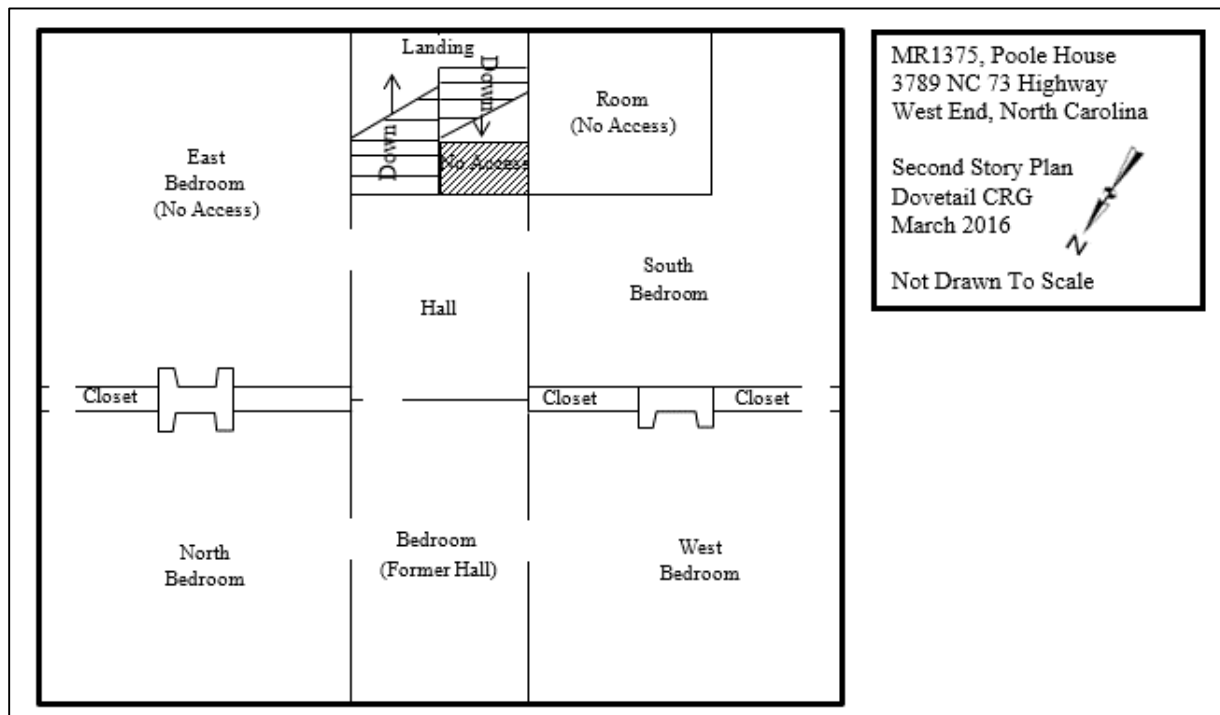 Landing
Down
Down
No Access
Room
(No Access)
East
Bedroom
(No Access)
South
Bedroom
Hall
Closet
Closet
Closet
North
Bedroom
Bedroom
(Former Hall)
West
Bedroom
MR1375, Poole House
3789 NC 73 Highway
West End, North Carolina
Second Story Plan
Dovetail CRG
March 2016
N
Not Drawn To Scale